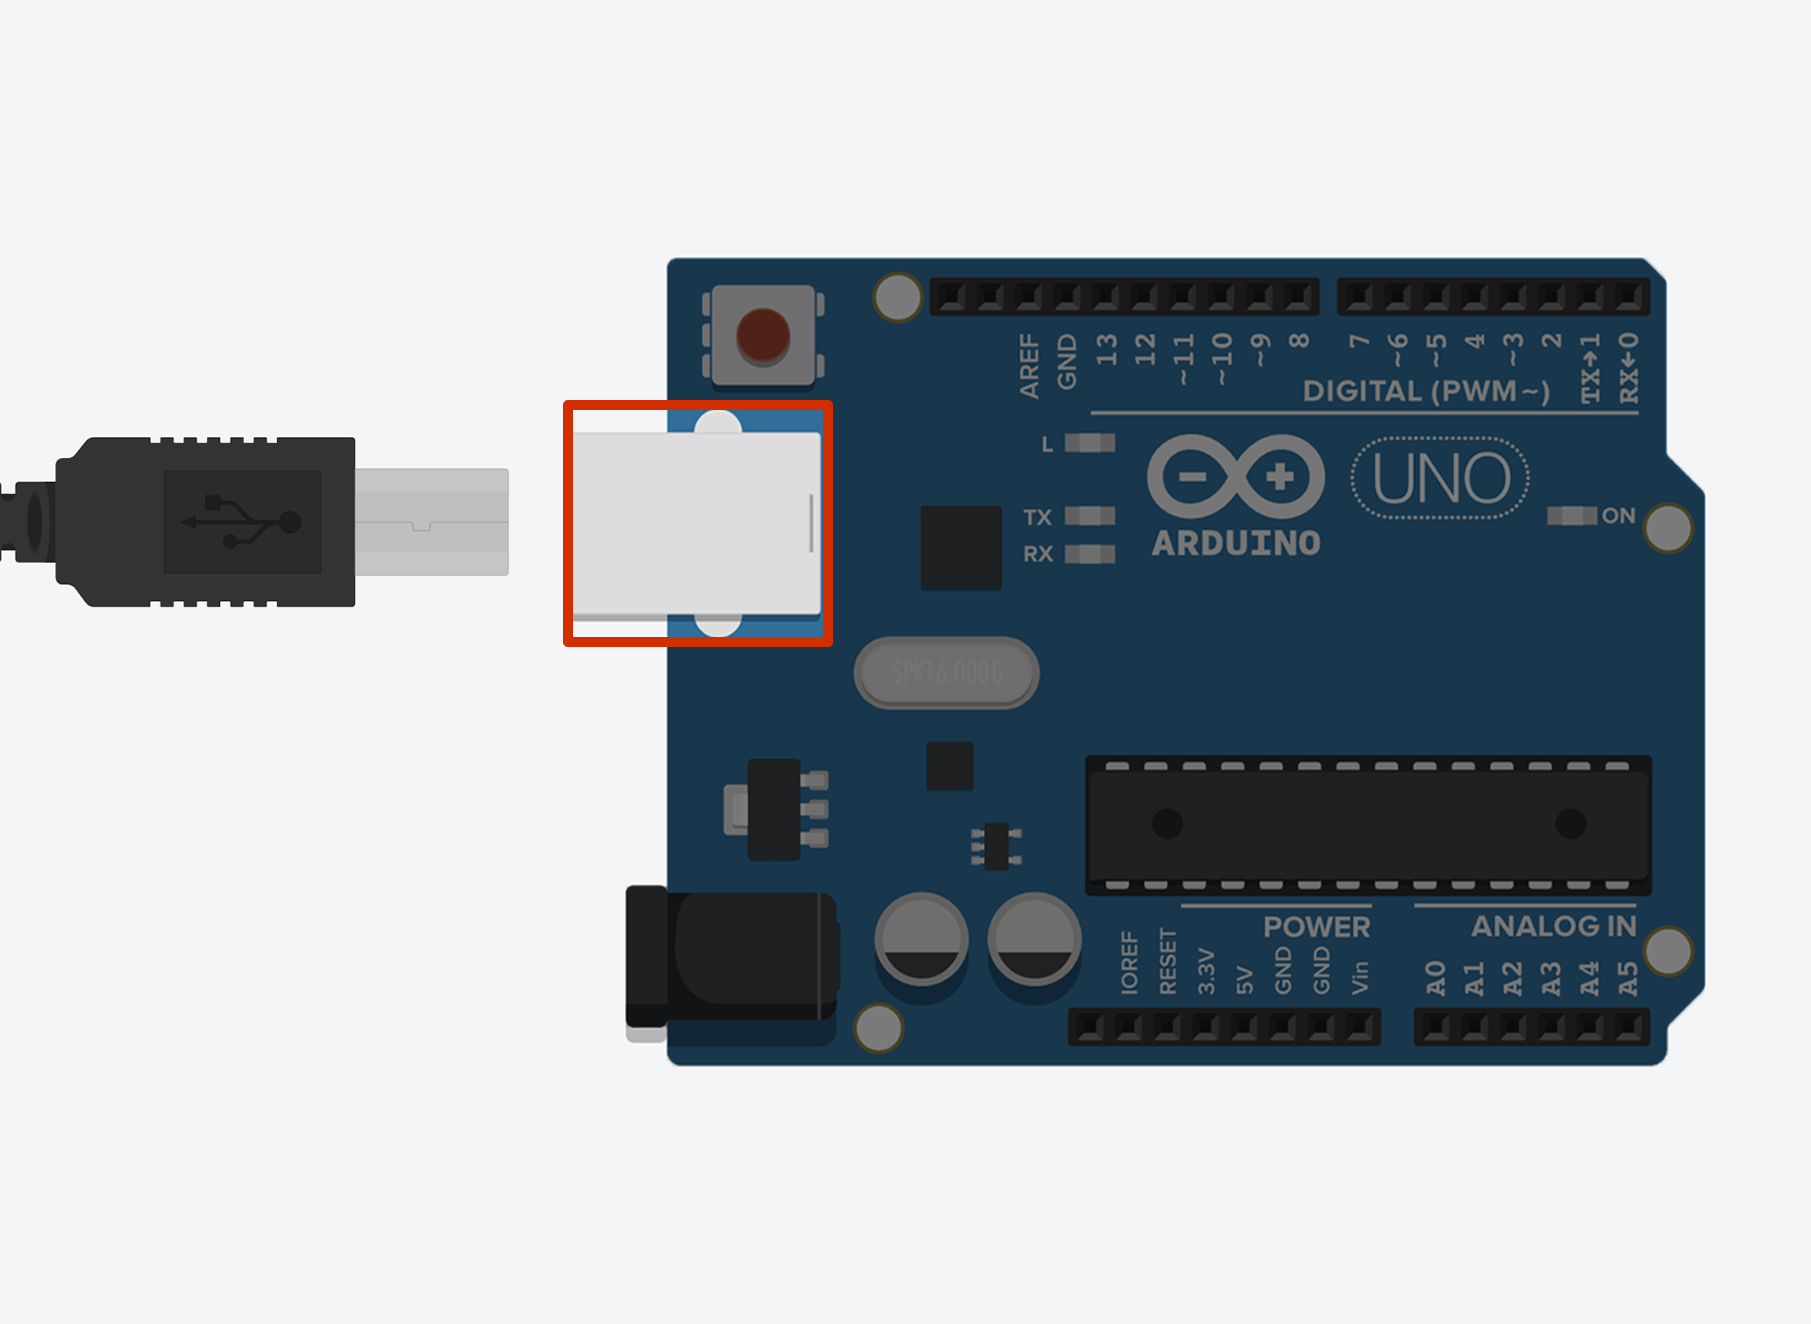 AREF
GND
13
12
~11
~10
~9
8
7
~6
~5
4
~3
2
TX→1
RX←0
DIGITAL (PWM~)
L
TX
RX
ARDUINO
UNO
ON
SPK16.000G
POWER
ANALOG IN
IOREF
RESET
3.3V
5V
GND
GND
Vin
A0
A1
A2
A3
A4
A5